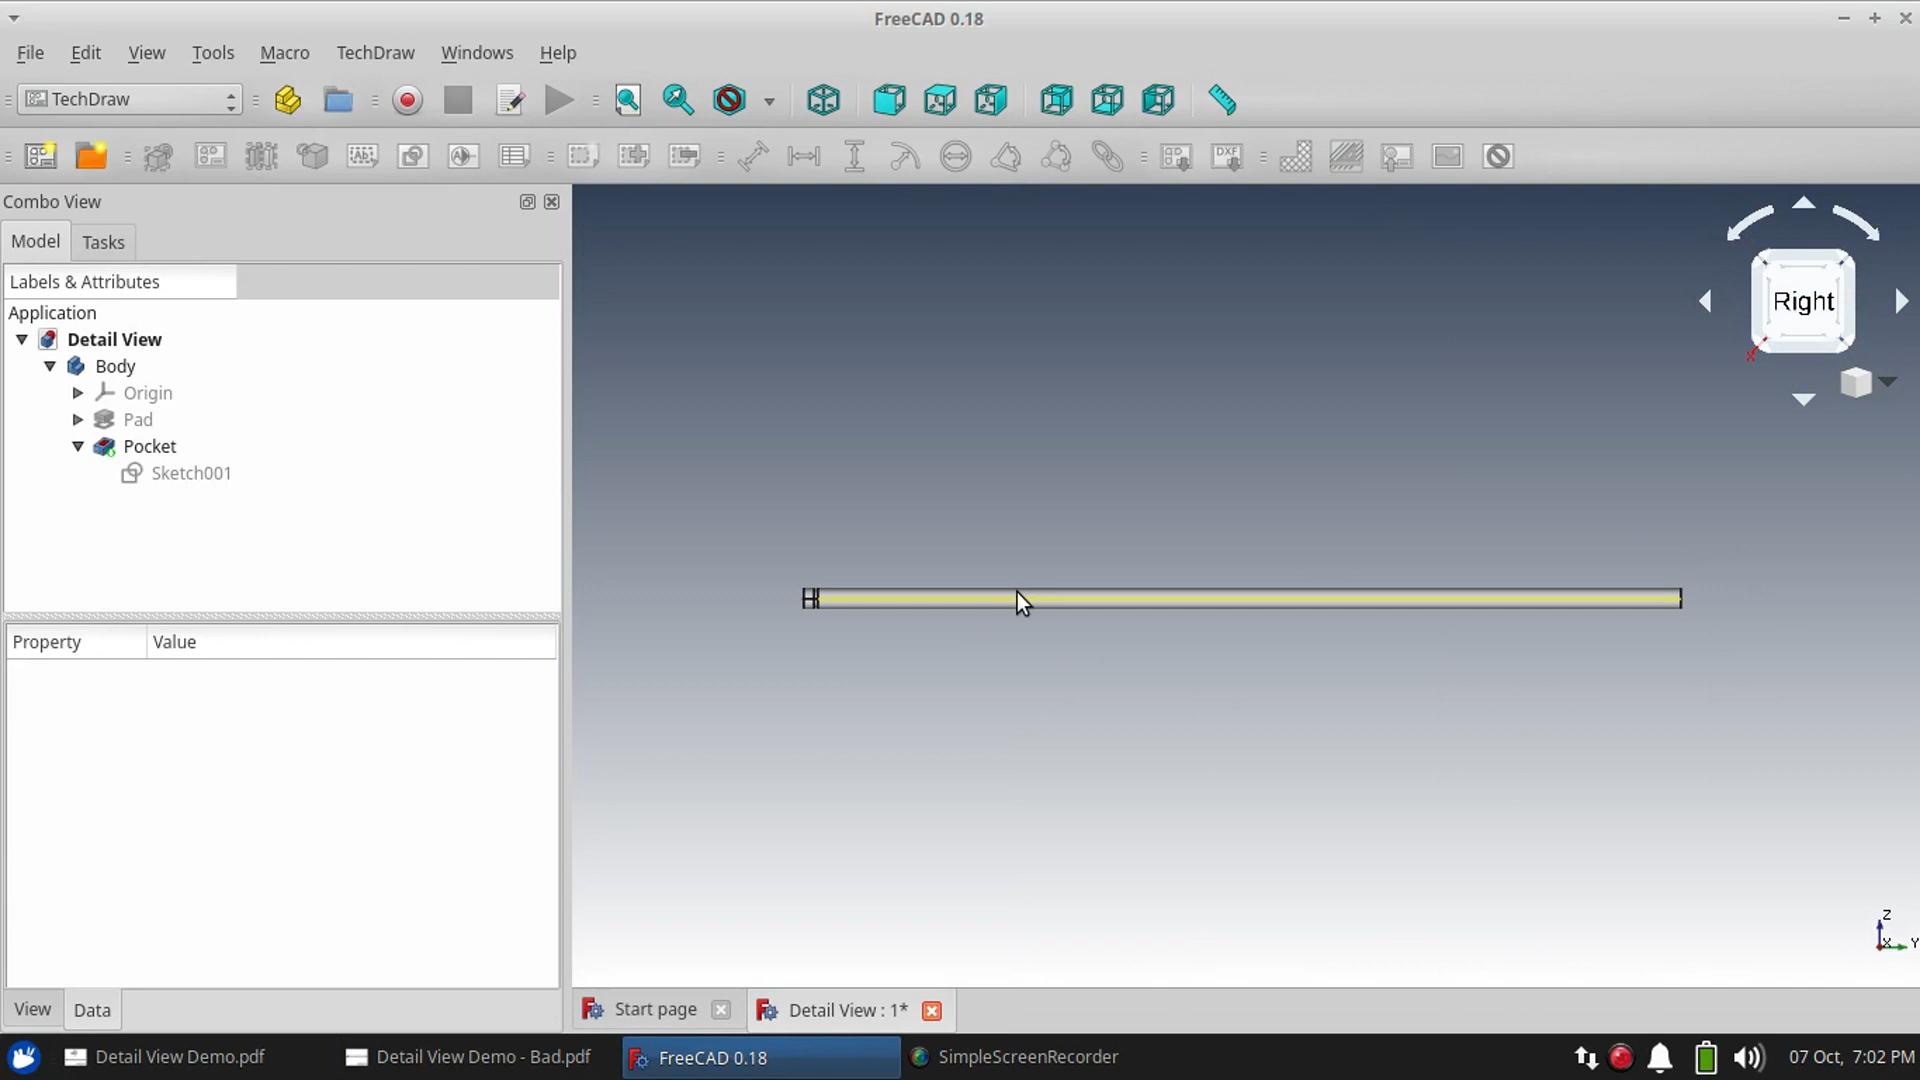 FreeCAD 0.18
File Edit View Tools Macro TechDraw Windows Help
TechDraw
Combo View
Model Tasks
Labels & Attributes
Application
Detail View
Body
Origin
Pad
Pocket
Sketch001
Property Value
View Data
Right
Z
X Y
X
Start page Detail View : 1*
Detail View Demo.pdf Detail View Demo - Bad.pdf FreeCAD 0.18 SimpleScreenRecorder 07 Oct, 7:02 PM